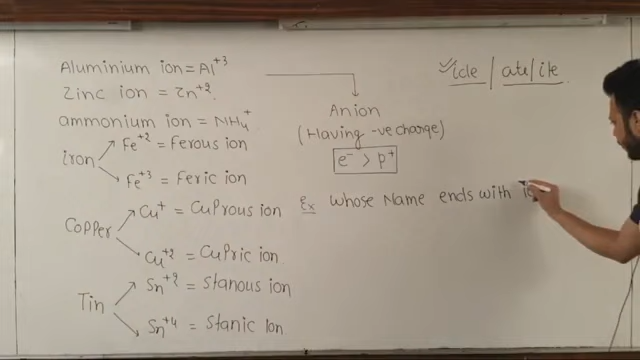 Aluminium ion = Al+3
Zinc ion = Zn+2.
ammonium ion = NH4+
iron
Fe+2 = Ferous ion
Fe+3 = Feric ion
Copper
Cu+ = Cuprous ion
Cu+2 = Cupric ion
Tin
Sn+2 = Stanous ion
Sn+4 = Stanic Ion
Anion
(Having -ve charge)
e- > p+
Ex whose Name ends with
ide / ate / ite